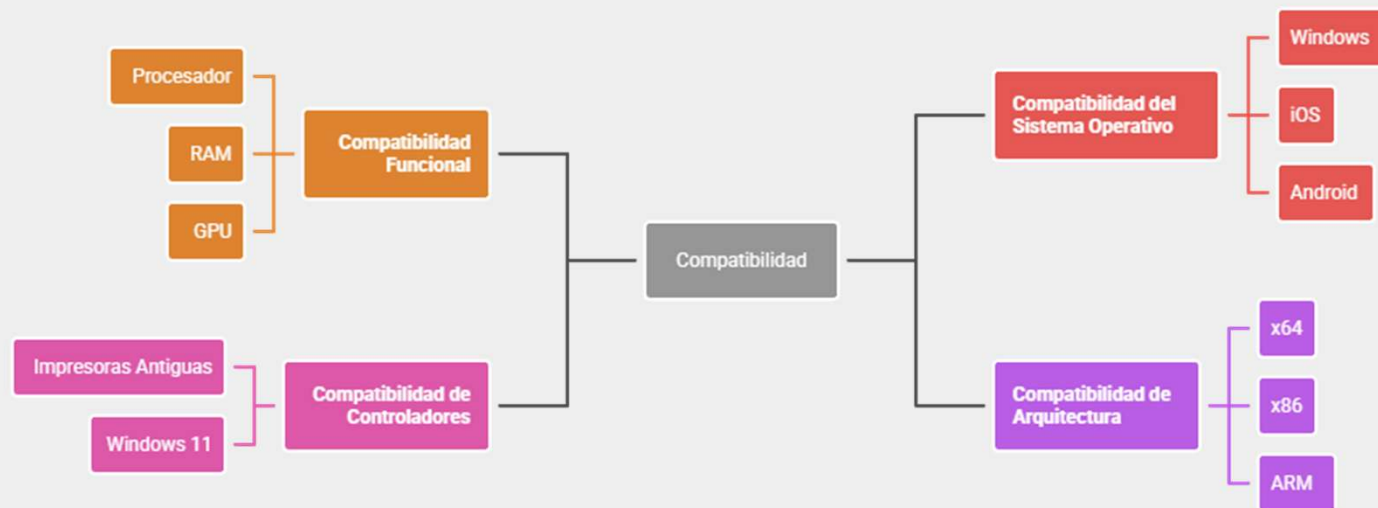 Procesador
RAM
GPU
Compatibilidad
Funcional
Impresoras Antiguas
Windows 11
Compatibilidad de
Controladores
Compatibilidad
Compatibilidad del
Sistema Operativo
Windows
iOS
Android
Compatibilidad de
Arquitectura
x64
x86
ARM